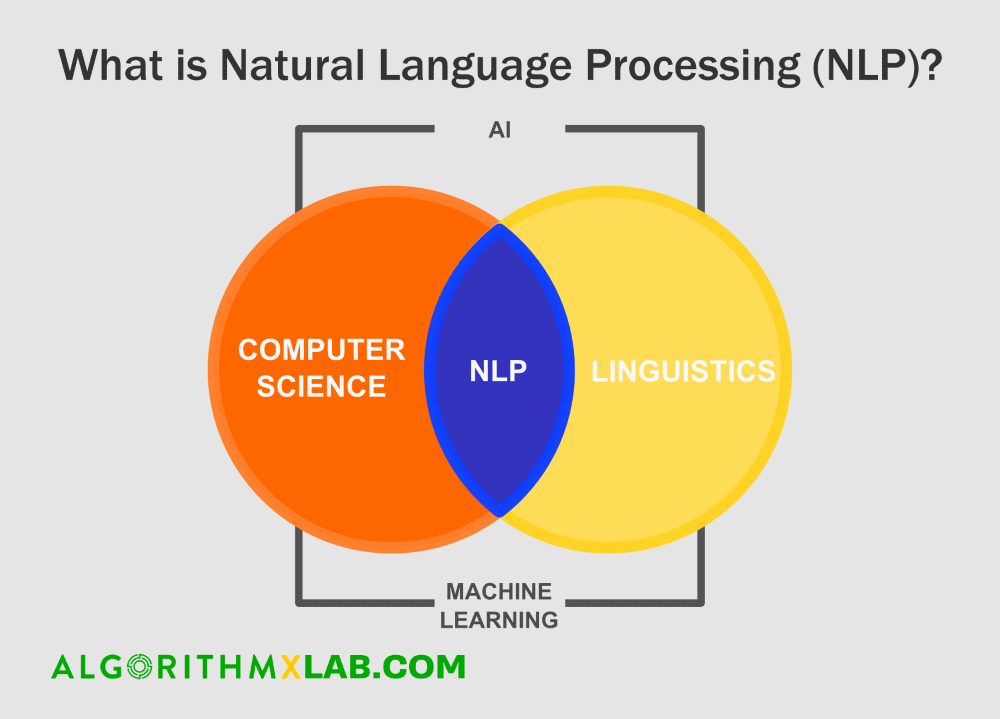 What is Natural Language Processing (NLP)?
AI
COMPUTER
SCIENCE
NLP
LINGUISTICS
MACHINE
LEARNING
ALGORITHMXLAB.COM